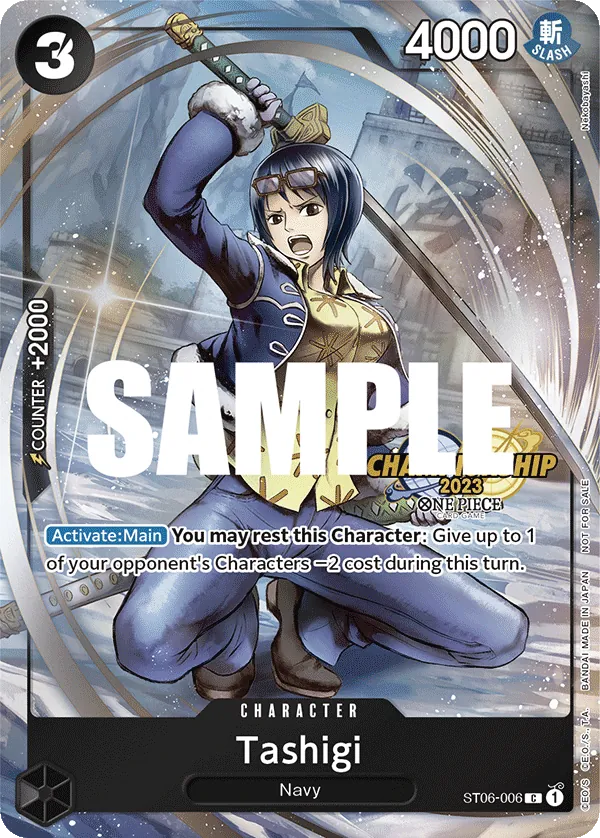 3
4000
斬
SLASH
Nekobayashi
COUNTER +2000
SAMPLE
CHAMPIONSHIP
2023
ONE PIECE
CARD GAME
Activate:Main You may rest this Character: Give up to 1
of your opponent's Characters −2 cost during this turn.
CEO/S C.E.O./S., T.A. BANDAI MADE IN JAPAN NOT FOR SALE
CHARACTER
Tashigi
Navy
ST06-006 C 1